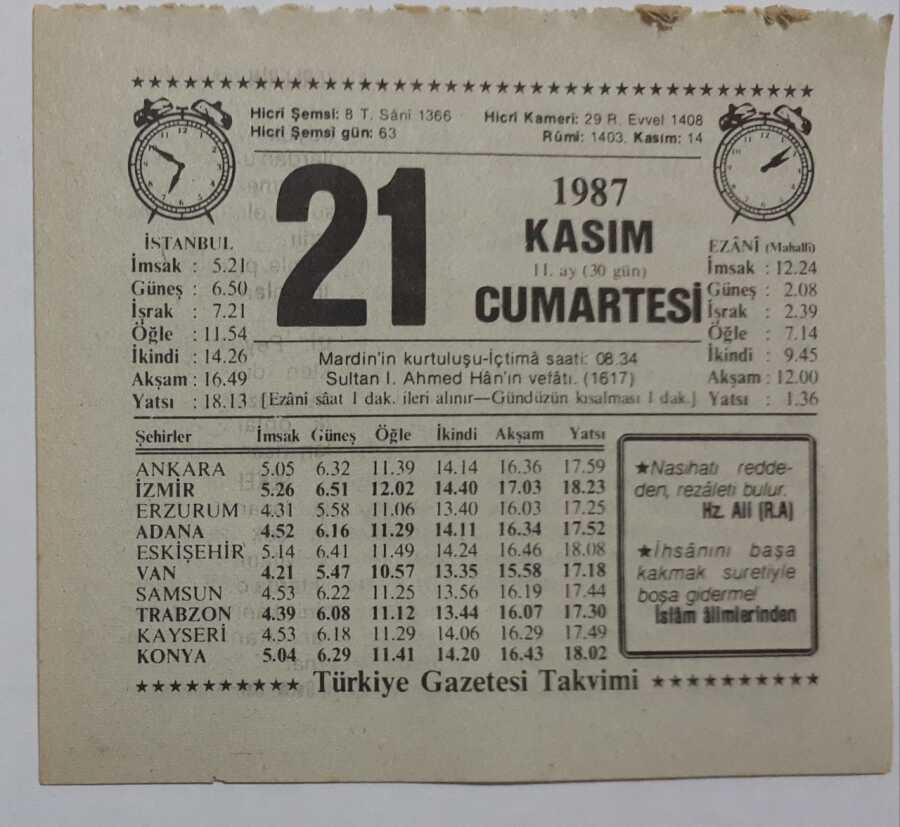 Hicrî Şemsî: 8 T. Sânî 1366
Hicrî Kamerî: 29 R. Evvel 1408
Hicrî Şemsî gün: 63
Rûmî: 1403, Kasım: 14
21
1987
KASIM
11. ay (30 gün)
CUMARTESİ
İSTANBUL
İmsak : 5.21
Güneş : 6.50
İşrak : 7.21
Öğle : 11.54
İkindi : 14.26
Akşam : 16.49
Yatsı : 18.13
EZÂNÎ (Mahallî)
İmsak : 12.24
Güneş : 2.08
İşrak : 2.39
Öğle : 7.14
İkindi : 9.45
Akşam : 12.00
Yatsı : 1.36
Mardin'in kurtuluşu-İçtimâ saati: 08.34
Sultan I. Ahmed Hân'ın vefâtı. (1617)
[Ezânî sâat 1 dak. ileri alınır—Gündüzün kısalması 1 dak.]
Şehirler İmsak Güneş Öğle İkindi Akşam Yatsı
ANKARA 5.05 6.32 11.39 14.14 16.36 17.59
İZMİR 5.26 6.51 12.02 14.40 17.03 18.23
ERZURUM 4.31 5.58 11.06 13.40 16.03 17.25
ADANA 4.52 6.16 11.29 14.11 16.34 17.52
ESKİŞEHİR 5.14 6.41 11.49 14.24 16.46 18.08
VAN 4.21 5.47 10.57 13.35 15.58 17.18
SAMSUN 4.53 6.22 11.25 13.56 16.19 17.44
TRABZON 4.39 6.08 11.12 13.44 16.07 17.30
KAYSERİ 4.53 6.18 11.29 14.06 16.29 17.49
KONYA 5.04 6.29 11.41 14.20 16.43 18.02
★Nasihati redde-
den, rezâleti bulur.
Hz. Ali (R.A)
★İhsânını başa
kakmak suretiyle
boşa giderme!
İslâm âlimlerinden
★★★★★★★★★★ Türkiye Gazetesi Takvimi ★★★★★★★★★★